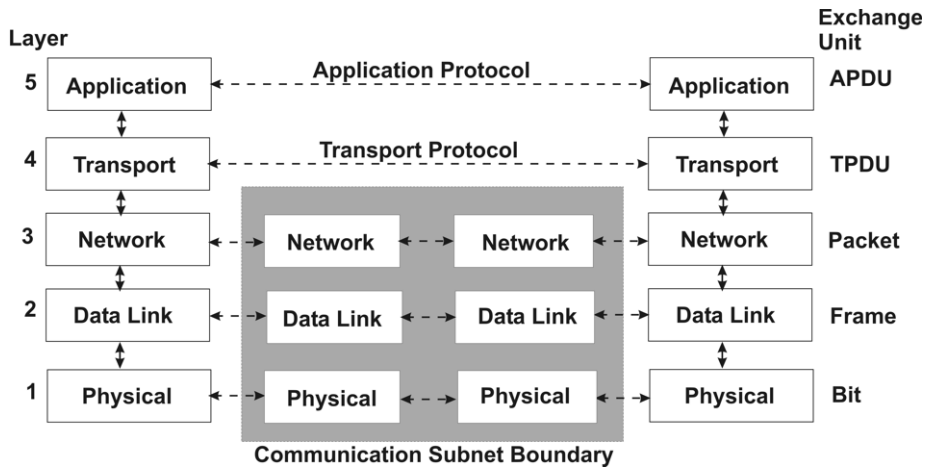 Layer
Exchange
Unit
5
Application
Application Protocol
Application
APDU
4
Transport
Transport Protocol
Transport
TPDU
3
Network
Network
Network
Network
Packet
2
Data Link
Data Link
Data Link
Data Link
Frame
1
Physical
Physical
Physical
Physical
Bit
Communication Subnet Boundary